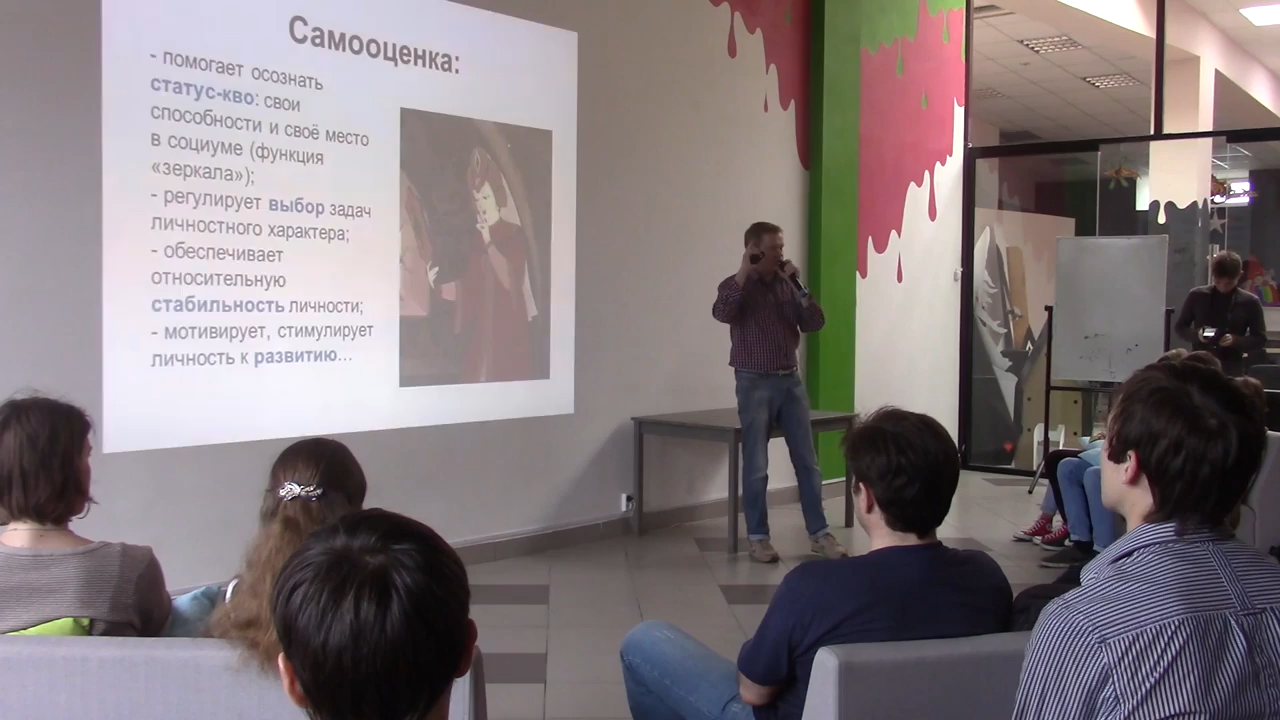 Самооценка:
- помогает осознать
статус-кво: свои
способности и своё место
в социуме (функция
«зеркала»);
- регулирует выбор задач
личностного характера;
- обеспечивает
относительную
стабильность личности;
- мотивирует, стимулирует
личность к развитию...